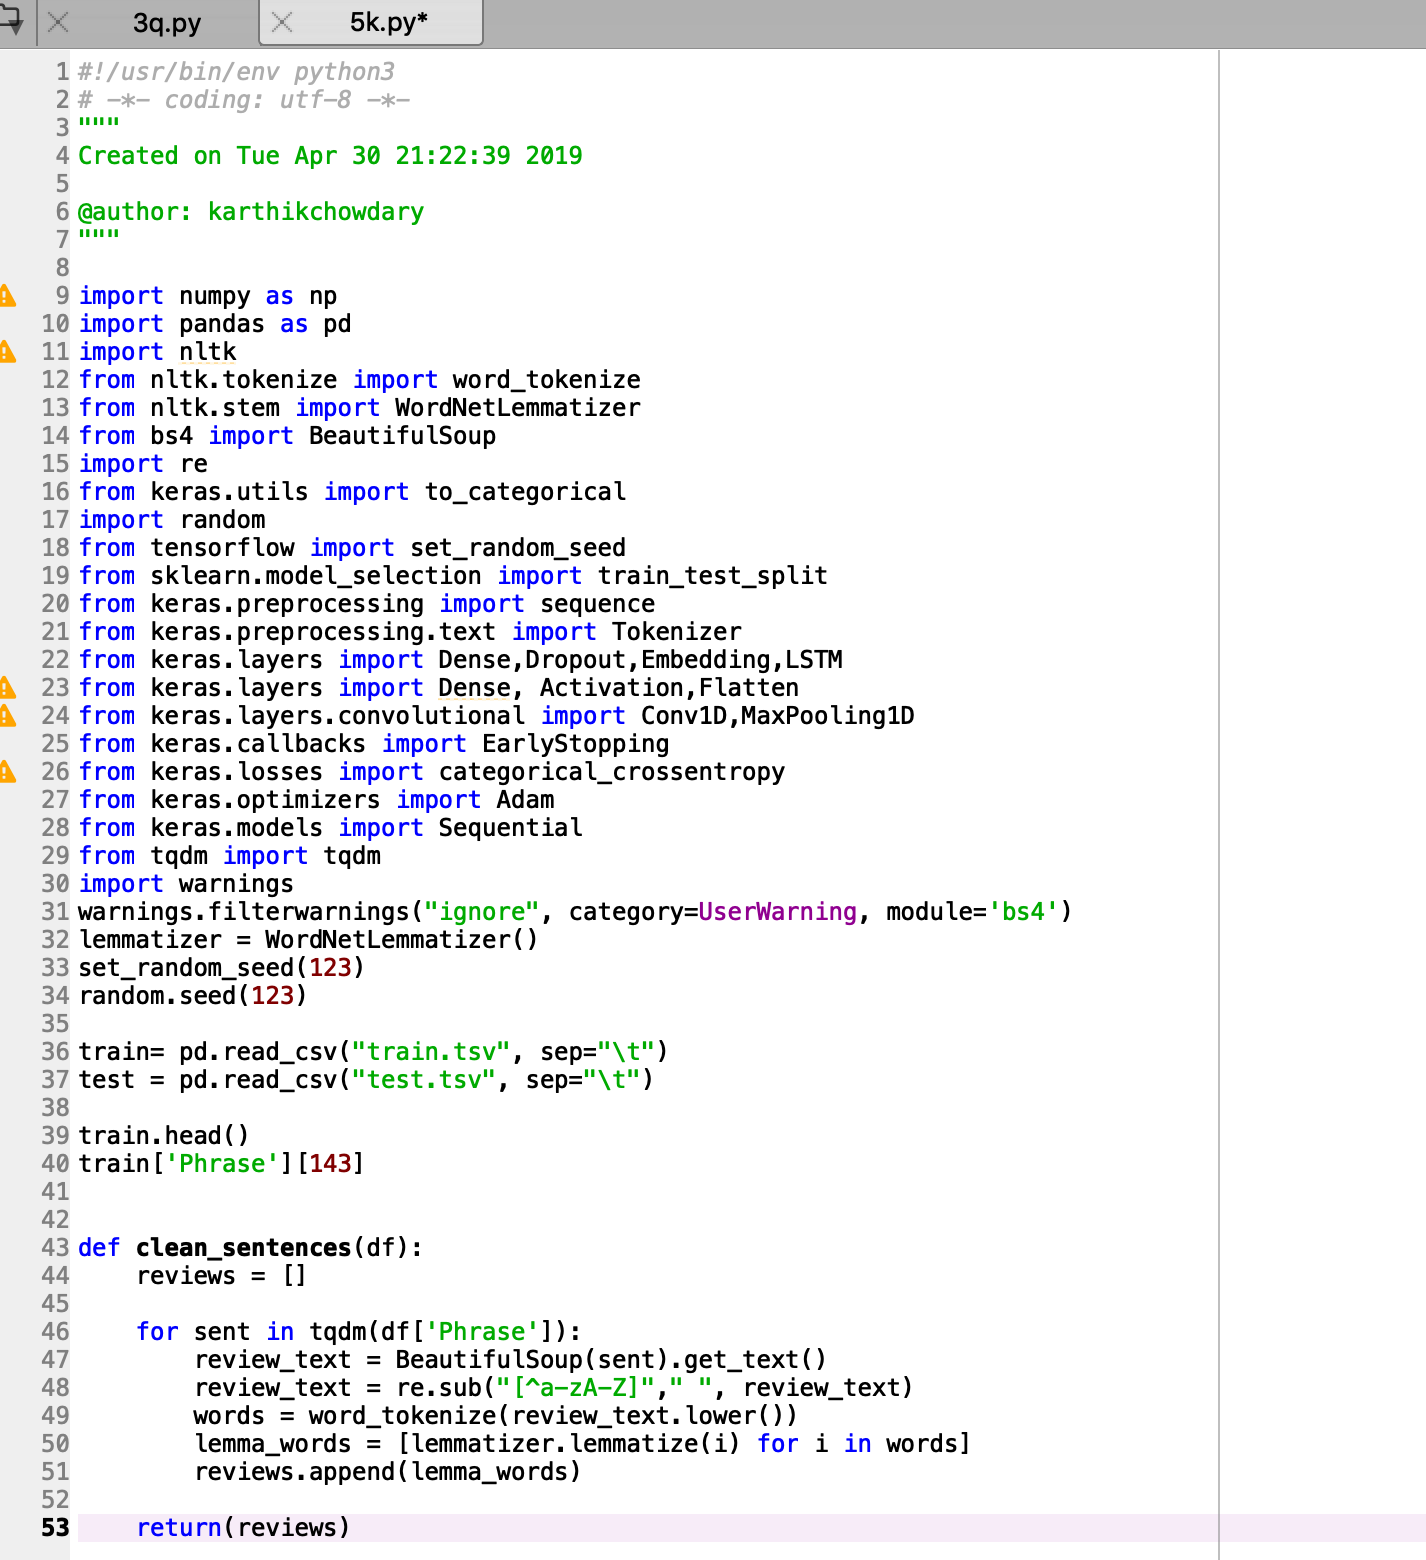 3q.py
5k.py*
1 #!/usr/bin/env python3
2 # -*- coding: utf-8 -*-
3 """
4 Created on Tue Apr 30 21:22:39 2019
5
6 @author: karthikchowdary
7 """
8
9 import numpy as np
10 import pandas as pd
11 import nltk
12 from nltk.tokenize import word_tokenize
13 from nltk.stem import WordNetLemmatizer
14 from bs4 import BeautifulSoup
15 import re
16 from keras.utils import to_categorical
17 import random
18 from tensorflow import set_random_seed
19 from sklearn.model_selection import train_test_split
20 from keras.preprocessing import sequence
21 from keras.preprocessing.text import Tokenizer
22 from keras.layers import Dense,Dropout,Embedding,LSTM
23 from keras.layers import Dense, Activation,Flatten
24 from keras.layers.convolutional import Conv1D,MaxPooling1D
25 from keras.callbacks import EarlyStopping
26 from keras.losses import categorical_crossentropy
27 from keras.optimizers import Adam
28 from keras.models import Sequential
29 from tqdm import tqdm
30 import warnings
31 warnings.filterwarnings("ignore", category=UserWarning, module='bs4')
32 lemmatizer = WordNetLemmatizer()
33 set_random_seed(123)
34 random.seed(123)
35
36 train= pd.read_csv("train.tsv", sep="\t")
37 test = pd.read_csv("test.tsv", sep="\t")
38
39 train.head()
40 train['Phrase'][143]
41
42
43 def clean_sentences(df):
44     reviews = []
45
46     for sent in tqdm(df['Phrase']):
47         review_text = BeautifulSoup(sent).get_text()
48         review_text = re.sub("[^a-zA-Z]"," ", review_text)
49         words = word_tokenize(review_text.lower())
50         lemma_words = [lemmatizer.lemmatize(i) for i in words]
51         reviews.append(lemma_words)
52
53     return(reviews)